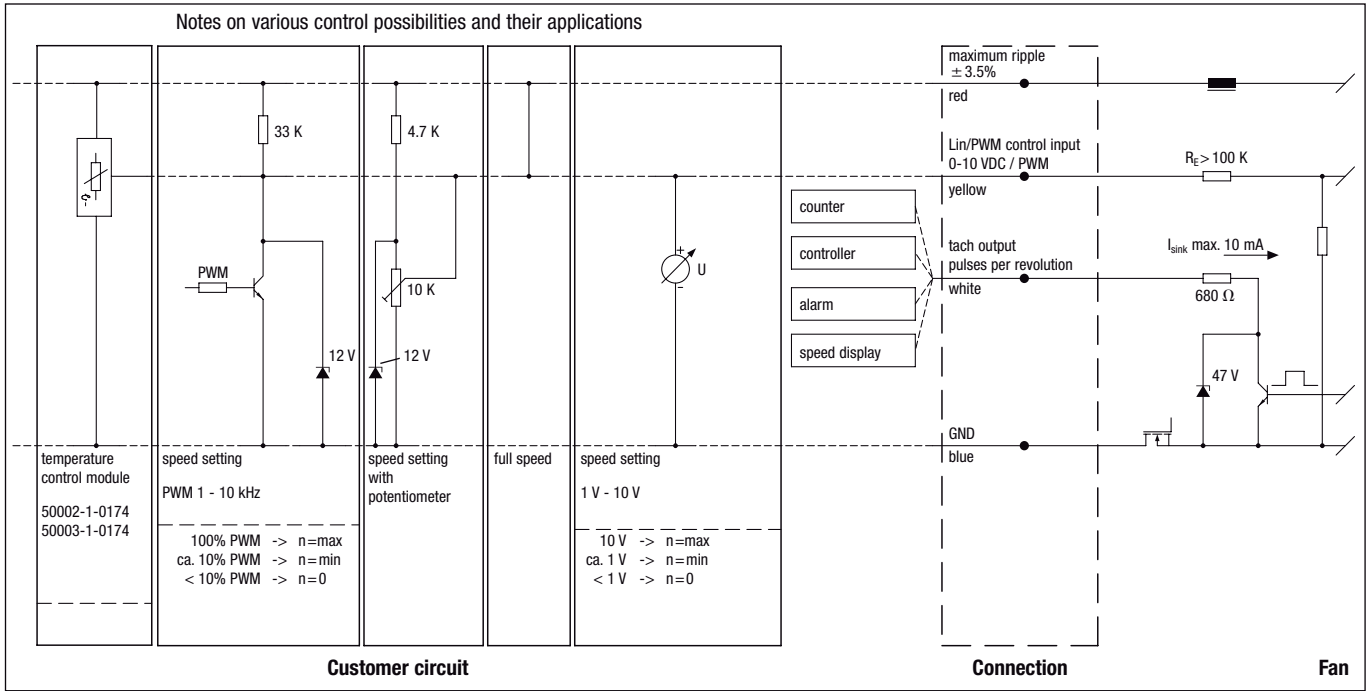 Notes on various control possibilities and their applications
maximum ripple
± 3.5%
red
33 K
4.7 K
Lin/PWM control input
0-10 VDC / PWM
yellow
R_E > 100 K
counter
controller
alarm
speed display
tach output
pulses per revolution
white
I_sink max. 10 mA
680 Ω
PWM
10 K
+
U
-
12 V
12 V
47 V
GND
blue
temperature
control module
50002-1-0174
50003-1-0174
speed setting
PWM 1 - 10 kHz
100% PWM -> n=max
ca. 10% PWM -> n=min
< 10% PWM -> n=0
speed setting
with
potentiometer
full speed
speed setting
1 V - 10 V
10 V -> n=max
ca. 1 V -> n=min
< 1 V -> n=0
Customer circuit
Connection
Fan